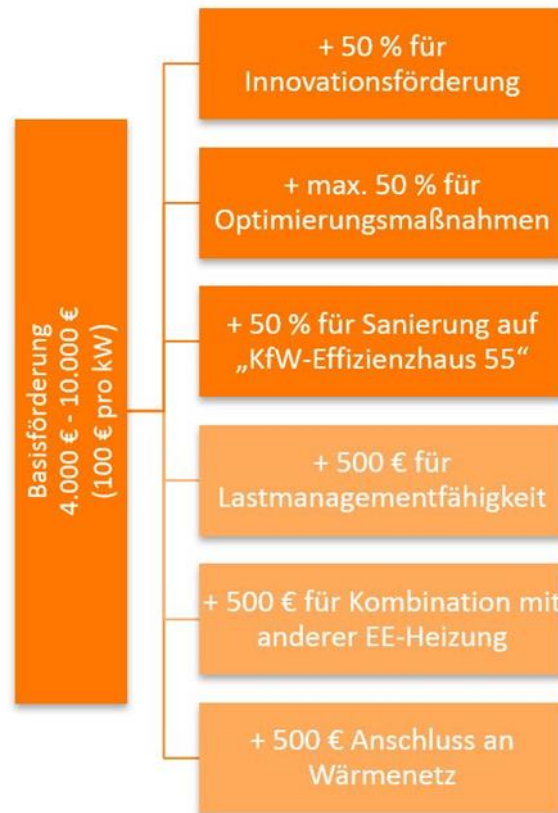 Basisförderung
4.000 € - 10.000 €
(100 € pro kW)
+ 50 % für
Innovationsförderung
+ max. 50 % für
Optimierungsmaßnahmen
+ 50 % für Sanierung auf
„KfW-Effizienzhaus 55“
+ 500 € für
Lastmanagementfähigkeit
+ 500 € für Kombination mit
anderer EE-Heizung
+ 500 € Anschluss an
Wärmenetz